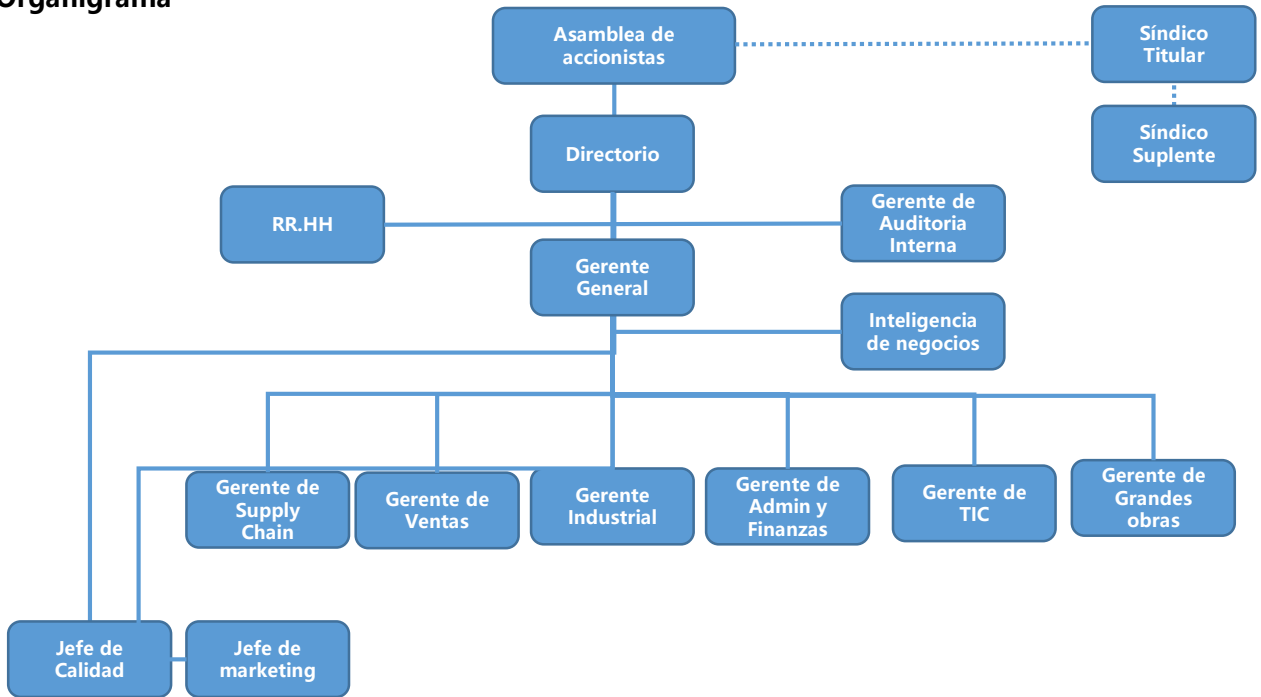 Organigrama
Asamblea de
accionistas
Síndico
Titular
Directorio
Síndico
Suplente
RR.HH
Gerente de
Auditoria
Interna
Gerente
General
Inteligencia
de negocios
Gerente de
Supply
Chain
Gerente de
Ventas
Gerente
Industrial
Gerente de
Admin y
Finanzas
Gerente de
TIC
Gerente de
Grandes
obras
Jefe de
Calidad
Jefe de
marketing